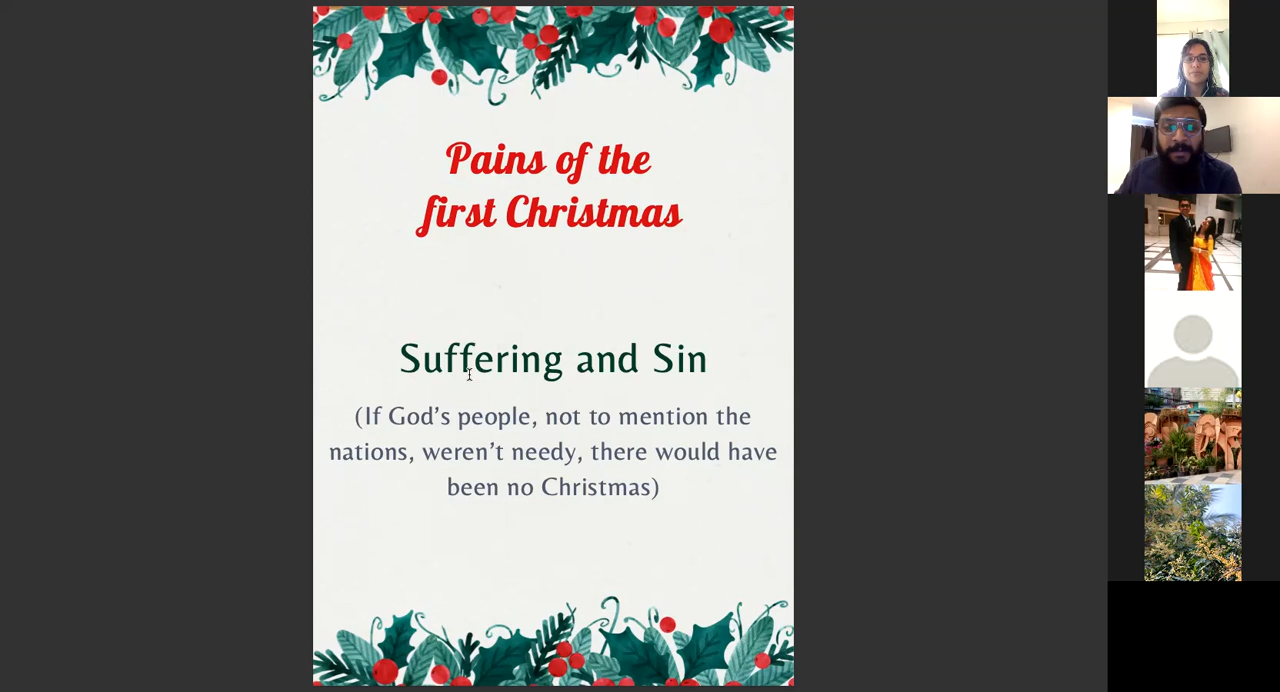 Pains of the
first Christmas
Suffering and Sin
(If God's people, not to mention the
nations, weren't needy, there would have
been no Christmas)